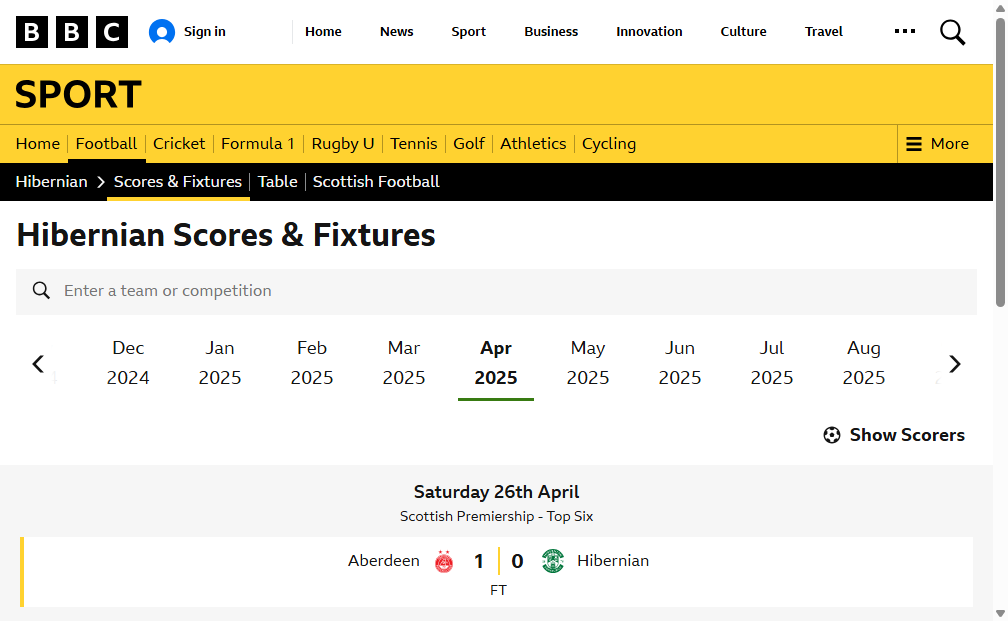 BBC Sign in Home News Sport Business Innovation Culture Travel
SPORT
Home Football Cricket Formula 1 Rugby U Tennis Golf Athletics Cycling More
Hibernian Scores & Fixtures Table Scottish Football
Hibernian Scores & Fixtures
Enter a team or competition
Dec Jan Feb Mar Apr May Jun Jul Aug
2024 2025 2025 2025 2025 2025 2025 2025 2025
Show Scorers
Saturday 26th April
Scottish Premiership - Top Six
Aberdeen 1 0 Hibernian
FT